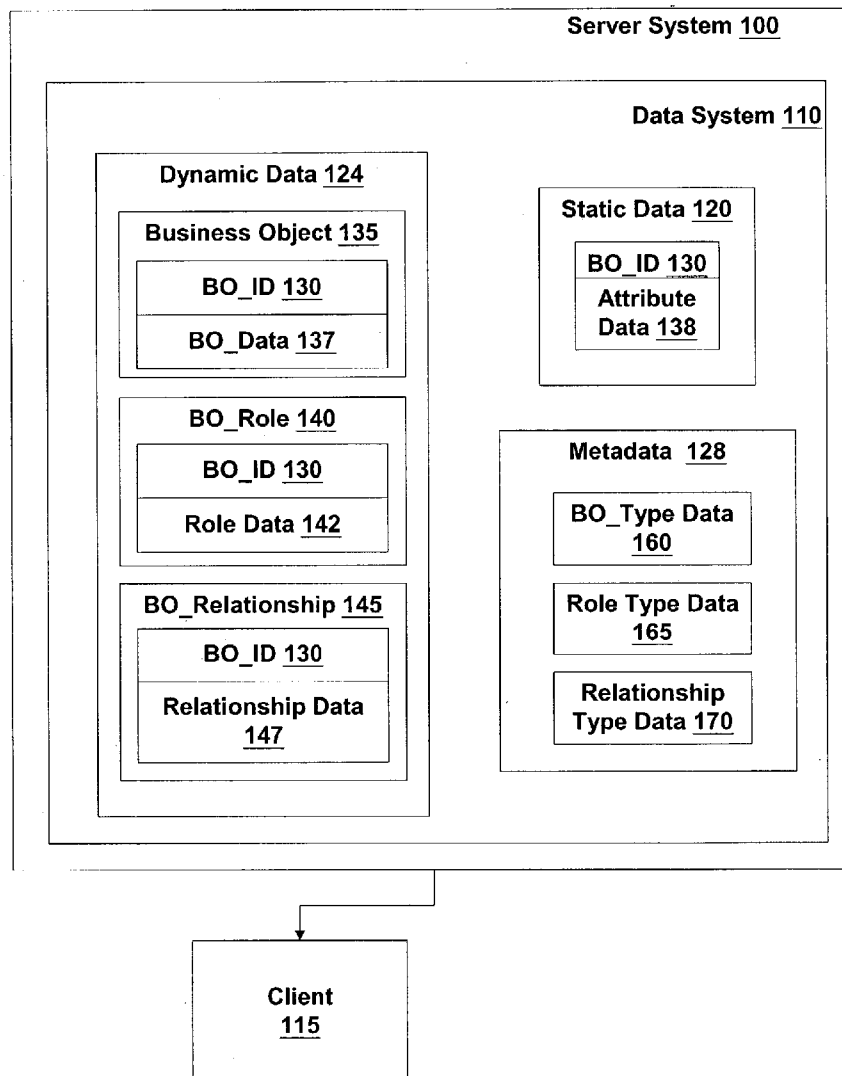 Server System 100
Data System 110
Dynamic Data 124
Business Object 135
BO_ID 130
BO_Data 137
BO_Role 140
BO_ID 130
Role Data 142
BO_Relationship 145
BO_ID 130
Relationship Data
147
Static Data 120
BO_ID 130
Attribute
Data 138
Metadata 128
BO_Type Data
160
Role Type Data
165
Relationship
Type Data 170
Client
115